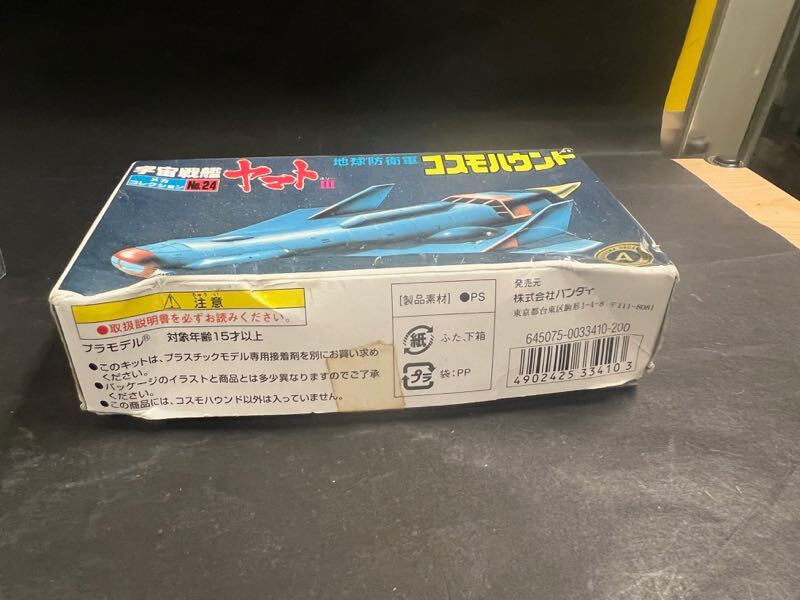 宇宙戦艦
ヤマト
III
メカ
コレクション
No.24
地球防衛軍
コスモハウンド
A
注意
●取扱説明書を必ずお読みください。
プラモデル® 対象年齢15才以上
●このキットは、プラスチックモデル専用接着剤を別にお買い求め
ください。
●パッケージのイラストと商品とは多少異なりますのでご了承
ください。
●この商品には、コスモハウンド以外は入っていません。
[製品素材] ●PS
紙 ふた、下箱
プラ 袋:PP
発売元
株式会社バンダイ
東京都台東区駒形1-4-8 〒111-8081
645075-0033410-200
4902425334103